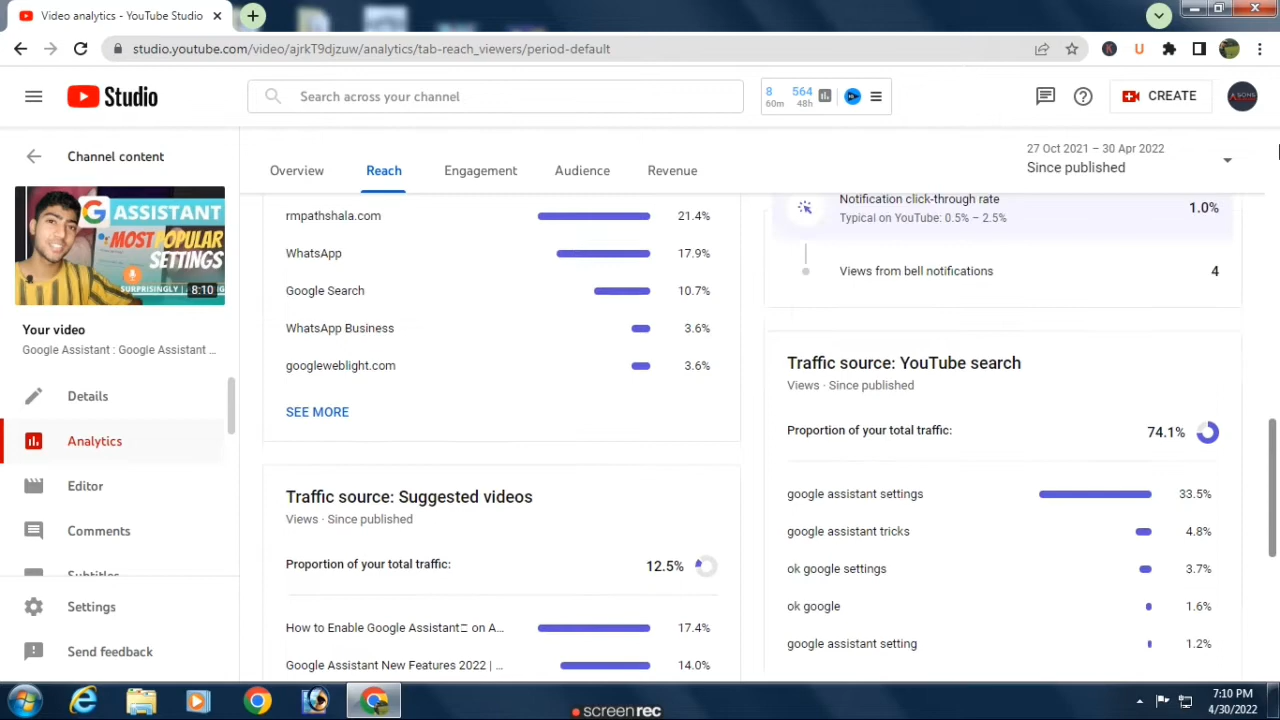 Video analytics - YouTube Studio
studio.youtube.com/video/ajrkT9djzuw/analytics/tab-reach_viewers/period-default
Studio
Search across your channel
8 564
60m 48h
CREATE
Channel content
G ASSISTANT
MOST POPULAR
SETTINGS
8:10
Your video
Google Assistant : Google Assistant ...
Details
Analytics
Editor
Comments
Subtitles
Settings
Send feedback
Overview
Reach
Engagement
Audience
Revenue
27 Oct 2021 – 30 Apr 2022
Since published
rmpathshala.com 21.4%
WhatsApp 17.9%
Google Search 10.7%
WhatsApp Business 3.6%
googleweblight.com 3.6%
SEE MORE
Traffic source: Suggested videos
Views · Since published
Proportion of your total traffic: 12.5%
How to Enable Google Assistant on A... 17.4%
Google Assistant New Features 2022 | ... 14.0%
Notification click-through rate 1.0%
Typical on YouTube: 0.5% – 2.5%
Views from bell notifications 4
Traffic source: YouTube search
Views · Since published
Proportion of your total traffic: 74.1%
google assistant settings 33.5%
google assistant tricks 4.8%
ok google settings 3.7%
ok google 1.6%
google assistant setting 1.2%
screenrec
7:10 PM
4/30/2022